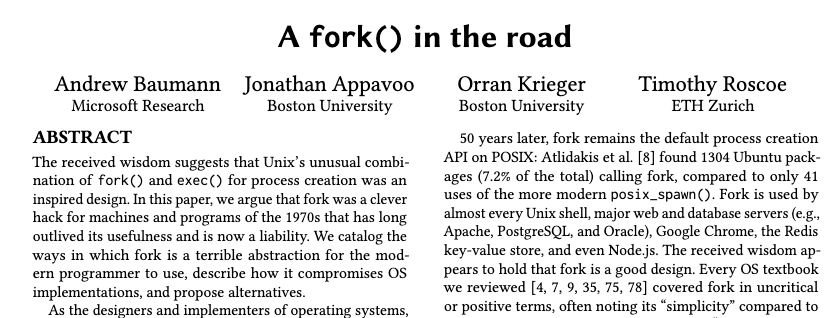 A fork() in the road
Andrew Baumann
Microsoft Research
Jonathan Appavoo
Boston University
Orran Krieger
Boston University
Timothy Roscoe
ETH Zurich
ABSTRACT
The received wisdom suggests that Unix's unusual combi-
nation of fork() and exec() for process creation was an
inspired design. In this paper, we argue that fork was a clever
hack for machines and programs of the 1970s that has long
outlived its usefulness and is now a liability. We catalog the
ways in which fork is a terrible abstraction for the mod-
ern programmer to use, describe how it compromises OS
implementations, and propose alternatives.
As the designers and implementers of operating systems,
50 years later, fork remains the default process creation
API on POSIX: Atlidakis et al. [8] found 1304 Ubuntu pack-
ages (7.2% of the total) calling fork, compared to only 41
uses of the more modern posix_spawn(). Fork is used by
almost every Unix shell, major web and database servers (e.g.,
Apache, PostgreSQL, and Oracle), Google Chrome, the Redis
key-value store, and even Node.js. The received wisdom ap-
pears to hold that fork is a good design. Every OS textbook
we reviewed [4, 7, 9, 35, 75, 78] covered fork in uncritical
or positive terms, often noting its "simplicity" compared to